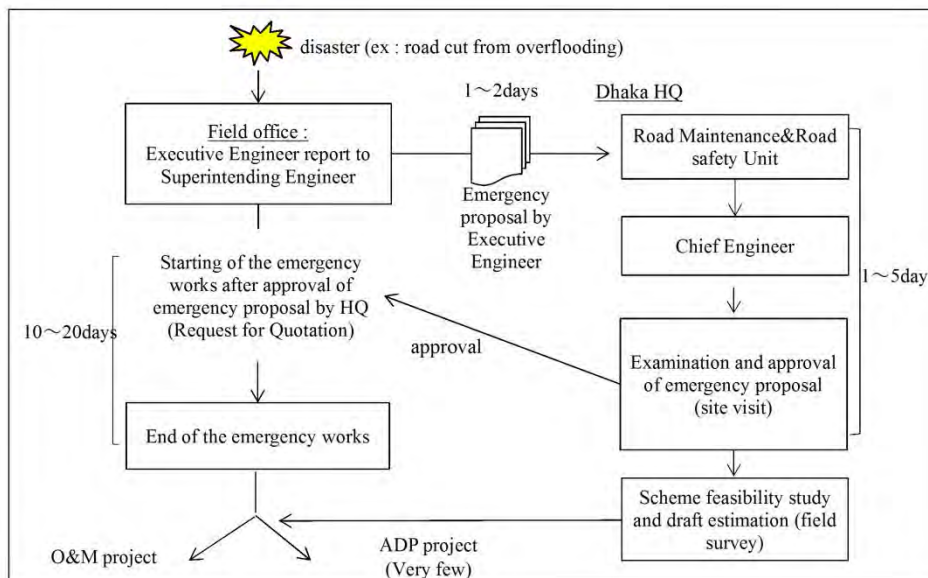 disaster (ex : road cut from overflooding)
1～2days
Dhaka HQ
Field office :
Executive Engineer report to
Superintending Engineer
Emergency
proposal by
Executive
Engineer
Road Maintenance&Road
safety Unit
Chief Engineer
1～5day
Starting of the emergency
works after approval of
emergency proposal by HQ
(Request for Quotation)
10～20days
approval
Examination and approval
of emergency proposal
(site visit)
End of the emergency works
Scheme feasibility study
and draft estimation (field
survey)
O&M project
ADP project
(Very few)